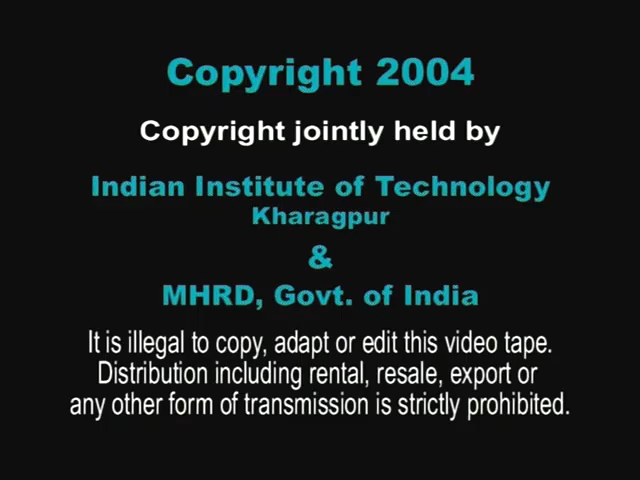 Copyright 2004
Copyright jointly held by
Indian Institute of Technology
Kharagpur
&
MHRD, Govt. of India
It is illegal to copy, adapt or edit this video tape.
Distribution including rental, resale, export or
any other form of transmission is strictly prohibited.